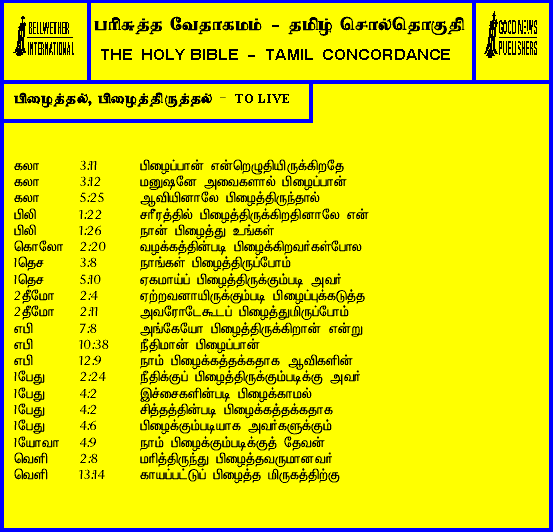 BELLWETHER
INTERNATIONAL
பரிசுத்த வேதாகமம் - தமிழ் சொல்தொகுதி
THE HOLY BIBLE - TAMIL CONCORDANCE
GOOD NEWS
PUBLISHERS
பிழைத்தல், பிழைத்திருத்தல் - TO LIVE
கலா 3:11 பிழைப்பான் என்றெழுதியிருக்கிறதே
கலா 3:12 மனுஷனே அவைகளால் பிழைப்பான்
கலா 5:25 ஆவியினாலே பிழைத்திருந்தால்
பிலி 1:22 சரீரத்தில் பிழைத்திருக்கிறதினாலே என்
பிலி 1:26 நான் பிழைத்து உங்கள்
கொலோ 2:20 வழக்கத்தின்படி பிழைக்கிறவர்கள்போல
1தெச 3:8 நாங்கள் பிழைத்திருப்போம்
1தெச 5:10 ஏகமாய்ப் பிழைத்திருக்கும்படி அவர்
2தீமோ 2:4 ஏற்றவனாயிருக்கும்படி பிழைப்புக்கடுத்த
2தீமோ 2:11 அவரோடேகூடப் பிழைத்துமிருப்போம்
எபி 7:8 அங்கேயோ பிழைத்திருக்கிறான் என்று
எபி 10:38 நீதிமான் பிழைப்பான்
எபி 12:9 நாம் பிழைக்கத்தக்கதாக ஆவிகளின்
1பேது 2:24 நீதிக்குப் பிழைத்திருக்கும்படிக்கு அவர்
1பேது 4:2 இச்சைகளின்படி பிழைக்காமல்
1பேது 4:2 சித்தத்தின்படி பிழைக்கத்தக்கதாக
1பேது 4:6 பிழைக்கும்படியாக அவர்களுக்கும்
1யோவா 4:9 நாம் பிழைக்கும்படிக்குத் தேவன்
வெளி 2:8 மரித்திருந்து பிழைத்தவருமானவர்
வெளி 13:14 காயப்பட்டுப் பிழைத்த மிருகத்திற்கு